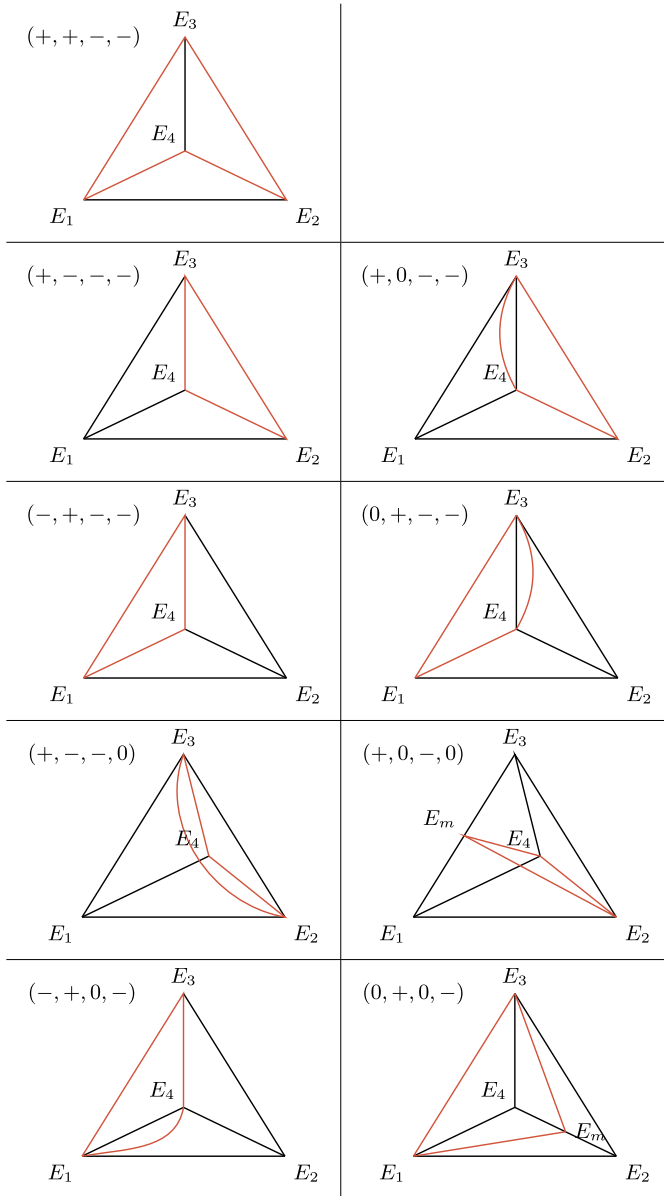 (+, +, −, −)
E₃
E₄
E₁
E₂
(+, −, −, −)
E₃
E₄
E₁
E₂
(+, 0, −, −)
E₃
E₄
E₁
E₂
(−, +, −, −)
E₃
E₄
E₁
E₂
(0, +, −, −)
E₃
E₄
E₁
E₂
(+, −, −, 0)
E₃
E₄
E₁
E₂
(+, 0, −, 0)
E₃
Eₘ
E₄
E₁
E₂
(−, +, 0, −)
E₃
E₄
E₁
E₂
(0, +, 0, −)
E₃
E₄
Eₘ
E₁
E₂